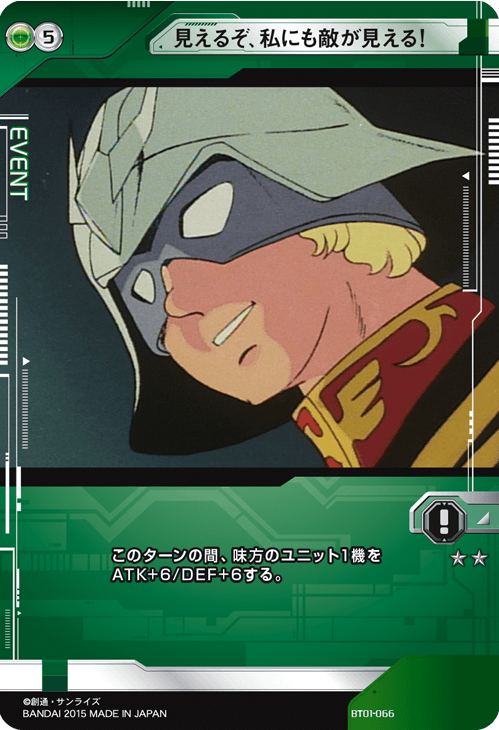 5
見えるぞ、私にも敵が見える!
EVENT
このターンの間、味方のユニット1機を
ATK+6/DEF+6する。
©創通・サンライズ
BANDAI 2015 MADE IN JAPAN
BT01-066